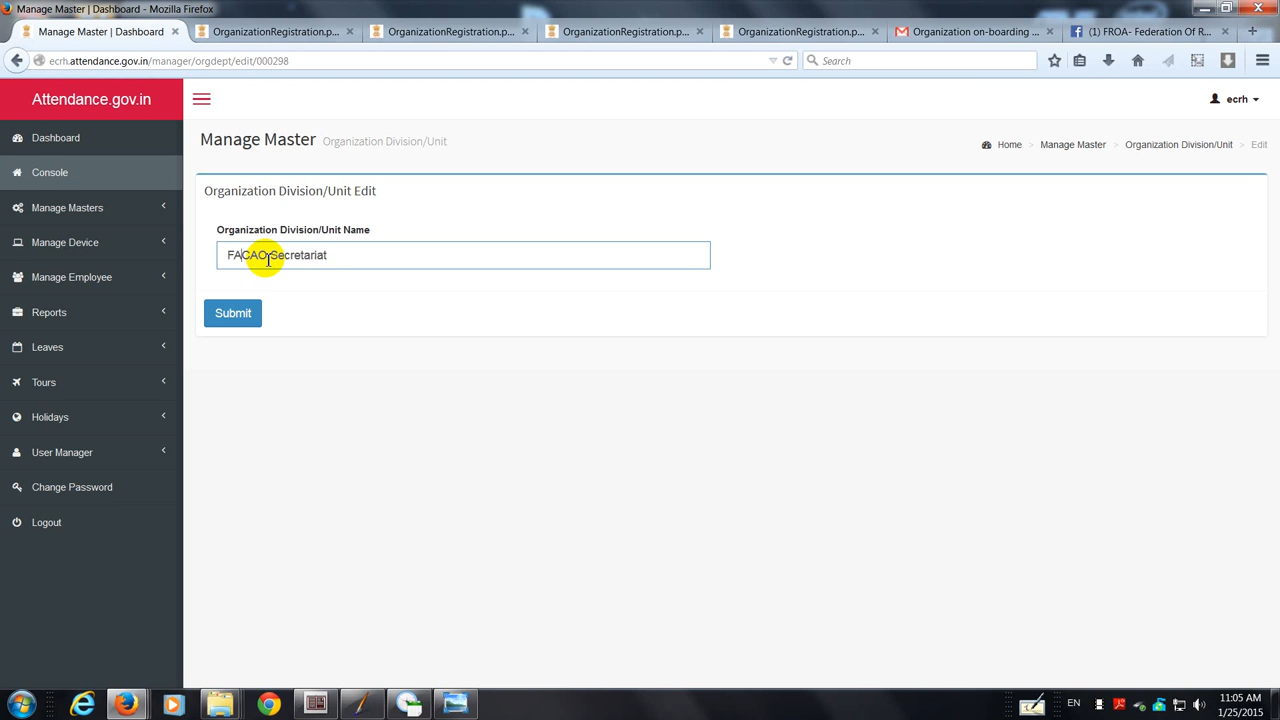 Manage Master | Dashboard - Mozilla Firefox
Manage Master | Dashboard × OrganizationRegistration.p... × OrganizationRegistration.p... × OrganizationRegistration.p... × OrganizationRegistration.p... × Organization on-boarding ... × (1) FROA- Federation Of R... × +
ecrh.attendance.gov.in/manager/orgdept/edit/000298 Search
Attendance.gov.in ecrh
Dashboard
Console
Manage Masters
Manage Device
Manage Employee
Reports
Leaves
Tours
Holidays
User Manager
Change Password
Logout
Manage Master Organization Division/Unit
Home > Manage Master > Organization Division/Unit > Edit
Organization Division/Unit Edit
Organization Division/Unit Name
FACAO Secretariat
Submit
EN
11:05 AM
1/25/2015